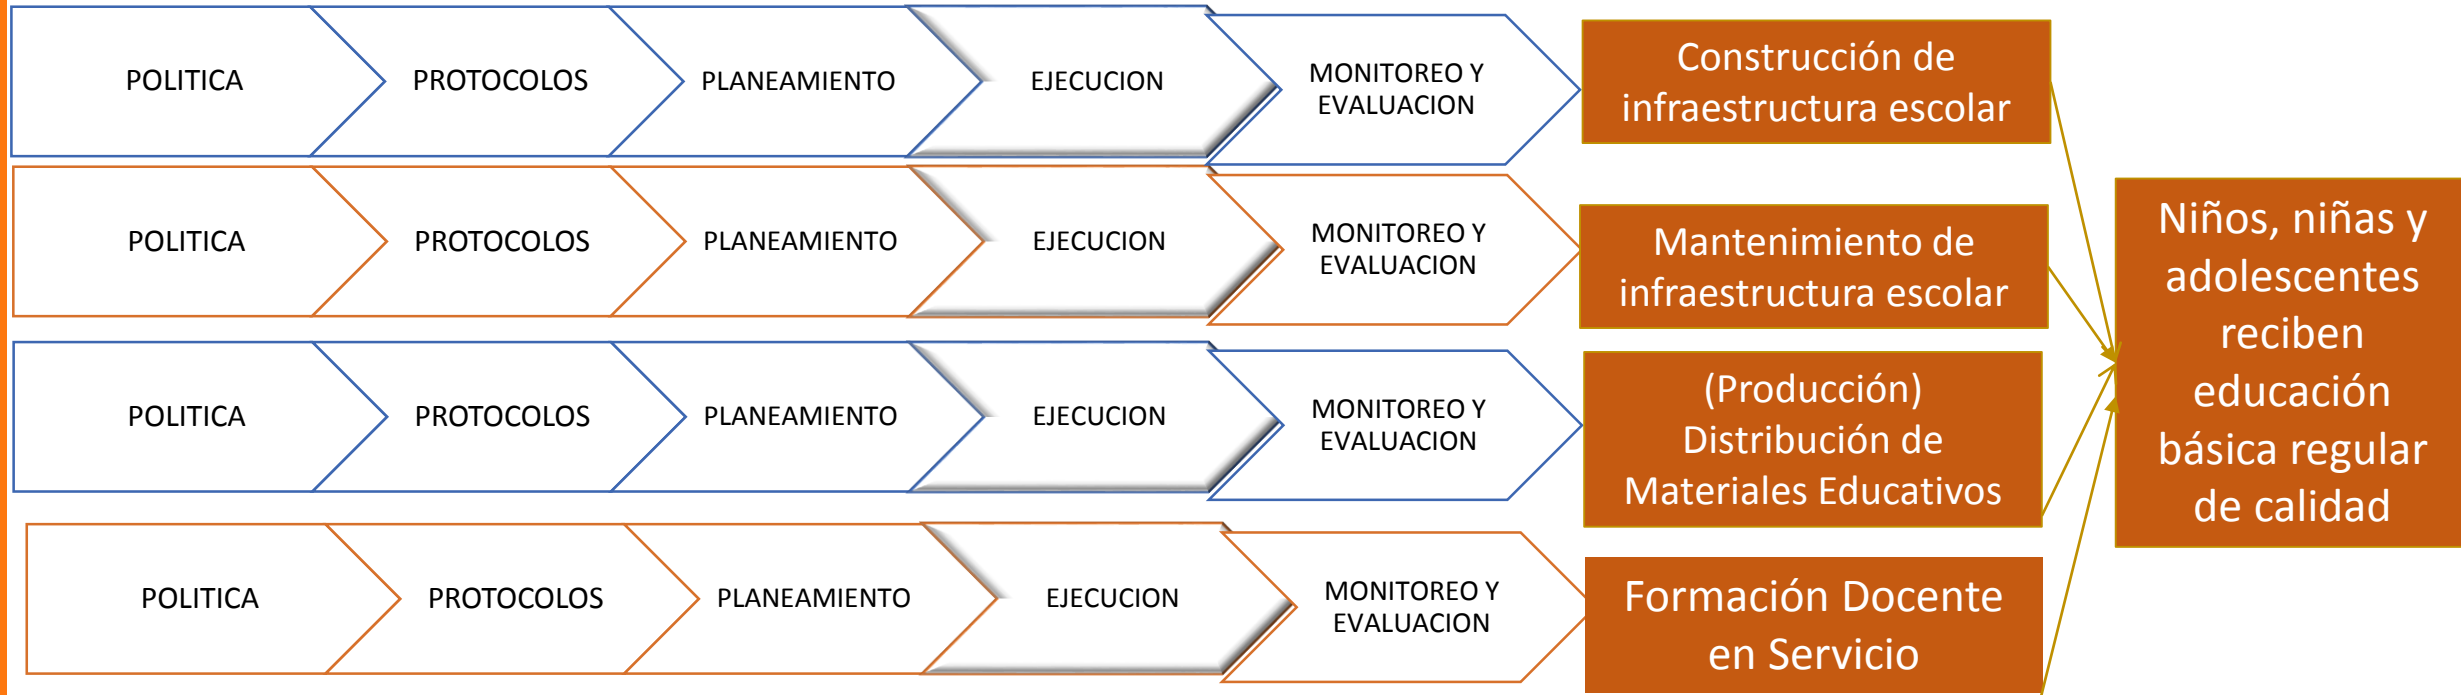 POLITICA
PROTOCOLOS
PLANEAMIENTO
EJECUCION
MONITOREO Y
EVALUACION
Construcción de
infraestructura escolar
POLITICA
PROTOCOLOS
PLANEAMIENTO
EJECUCION
MONITOREO Y
EVALUACION
Mantenimiento de
infraestructura escolar
POLITICA
PROTOCOLOS
PLANEAMIENTO
EJECUCION
MONITOREO Y
EVALUACION
(Producción)
Distribución de
Materiales Educativos
POLITICA
PROTOCOLOS
PLANEAMIENTO
EJECUCION
MONITOREO Y
EVALUACION
Formación Docente
en Servicio
Niños, niñas y
adolescentes
reciben
educación
básica regular
de calidad